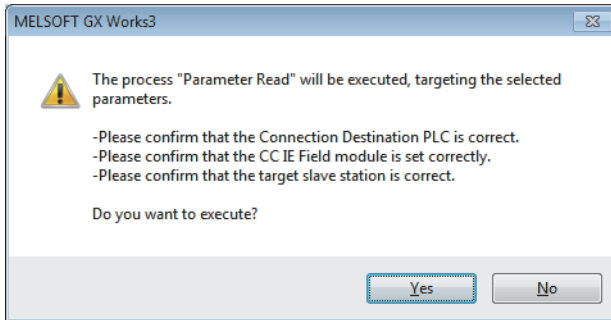 MELSOFT GX Works3
The process "Parameter Read" will be executed, targeting the selected
parameters.
-Please confirm that the Connection Destination PLC is correct.
-Please confirm that the CC IE Field module is set correctly.
-Please confirm that the target slave station is correct.
Do you want to execute?
Yes No